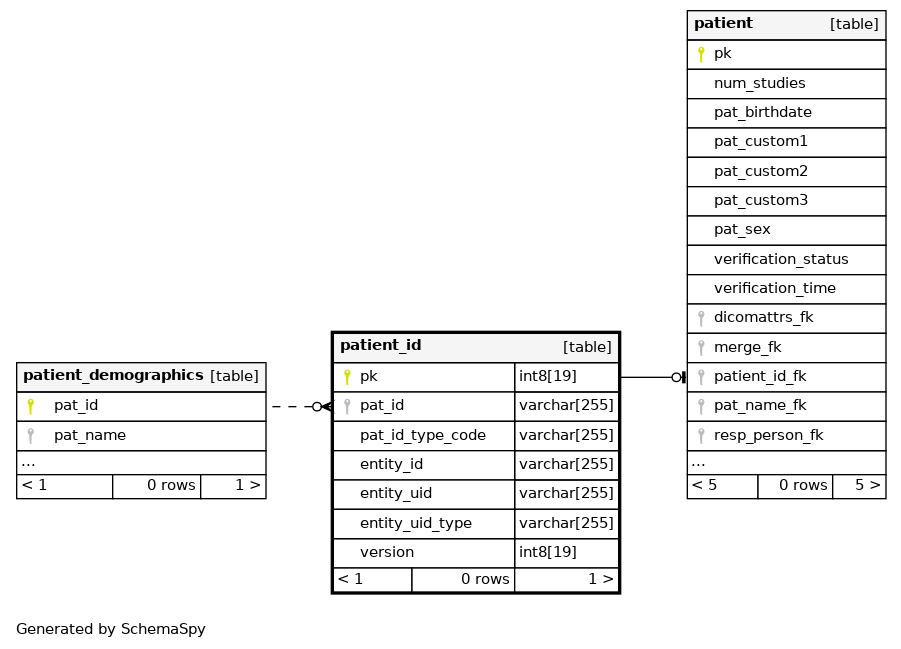 patient [table]
pk
num_studies
pat_birthdate
pat_custom1
pat_custom2
pat_custom3
pat_sex
verification_status
verification_time
dicomattrs_fk
merge_fk
patient_id_fk
pat_name_fk
resp_person_fk
...
< 5 0 rows 5 >
patient_id [table]
pk int8[19]
pat_id varchar[255]
pat_id_type_code varchar[255]
entity_id varchar[255]
entity_uid varchar[255]
entity_uid_type varchar[255]
version int8[19]
< 1 0 rows 1 >
patient_demographics [table]
pat_id
pat_name
...
< 1 0 rows 1 >
Generated by SchemaSpy